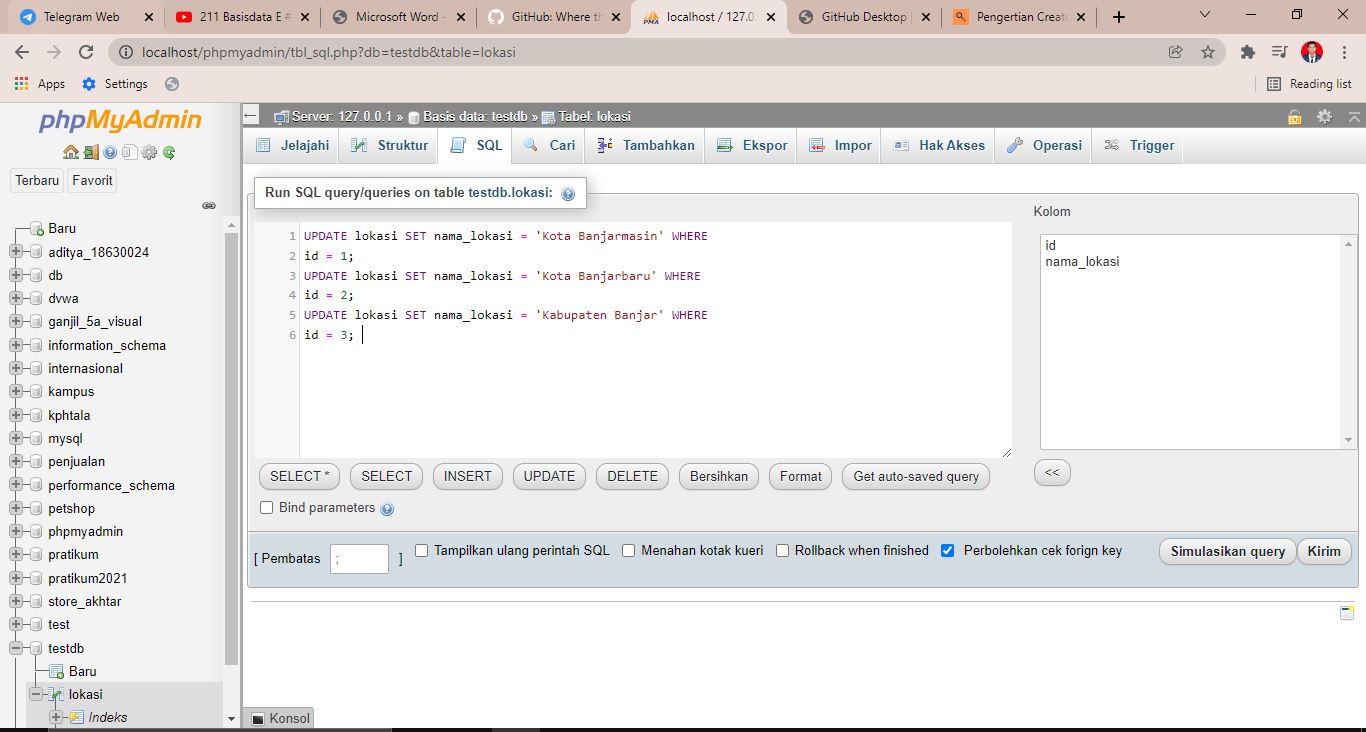 Telegram Web
211 Basisdata E #
Microsoft Word -
GitHub: Where th
localhost / 127.0.
GitHub Desktop
Pengertian Creat
localhost/phpmyadmin/tbl_sql.php?db=testdb&table=lokasi
Apps
Settings
Reading list
phpMyAdmin
Terbaru
Favorit
Baru
aditya_18630024
db
dvwa
ganjil_5a_visual
information_schema
internasional
kampus
kphtala
mysql
penjualan
performance_schema
petshop
phpmyadmin
pratikum
pratikum2021
store_akhtar
test
testdb
Baru
lokasi
Indeks
Server: 127.0.0.1 » Basis data: testdb » Tabel: lokasi
Jelajahi
Struktur
SQL
Cari
Tambahkan
Ekspor
Impor
Hak Akses
Operasi
Trigger
Run SQL query/queries on table testdb.lokasi:
1 UPDATE lokasi SET nama_lokasi = 'Kota Banjarmasin' WHERE
2 id = 1;
3 UPDATE lokasi SET nama_lokasi = 'Kota Banjarbaru' WHERE
4 id = 2;
5 UPDATE lokasi SET nama_lokasi = 'Kabupaten Banjar' WHERE
6 id = 3;
Kolom
id
nama_lokasi
SELECT *
SELECT
INSERT
UPDATE
DELETE
Bersihkan
Format
Get auto-saved query
<<
Bind parameters
[ Pembatas ; ]
Tampilkan ulang perintah SQL
Menahan kotak kueri
Rollback when finished
Perbolehkan cek forign key
Simulasikan query
Kirim
Konsol